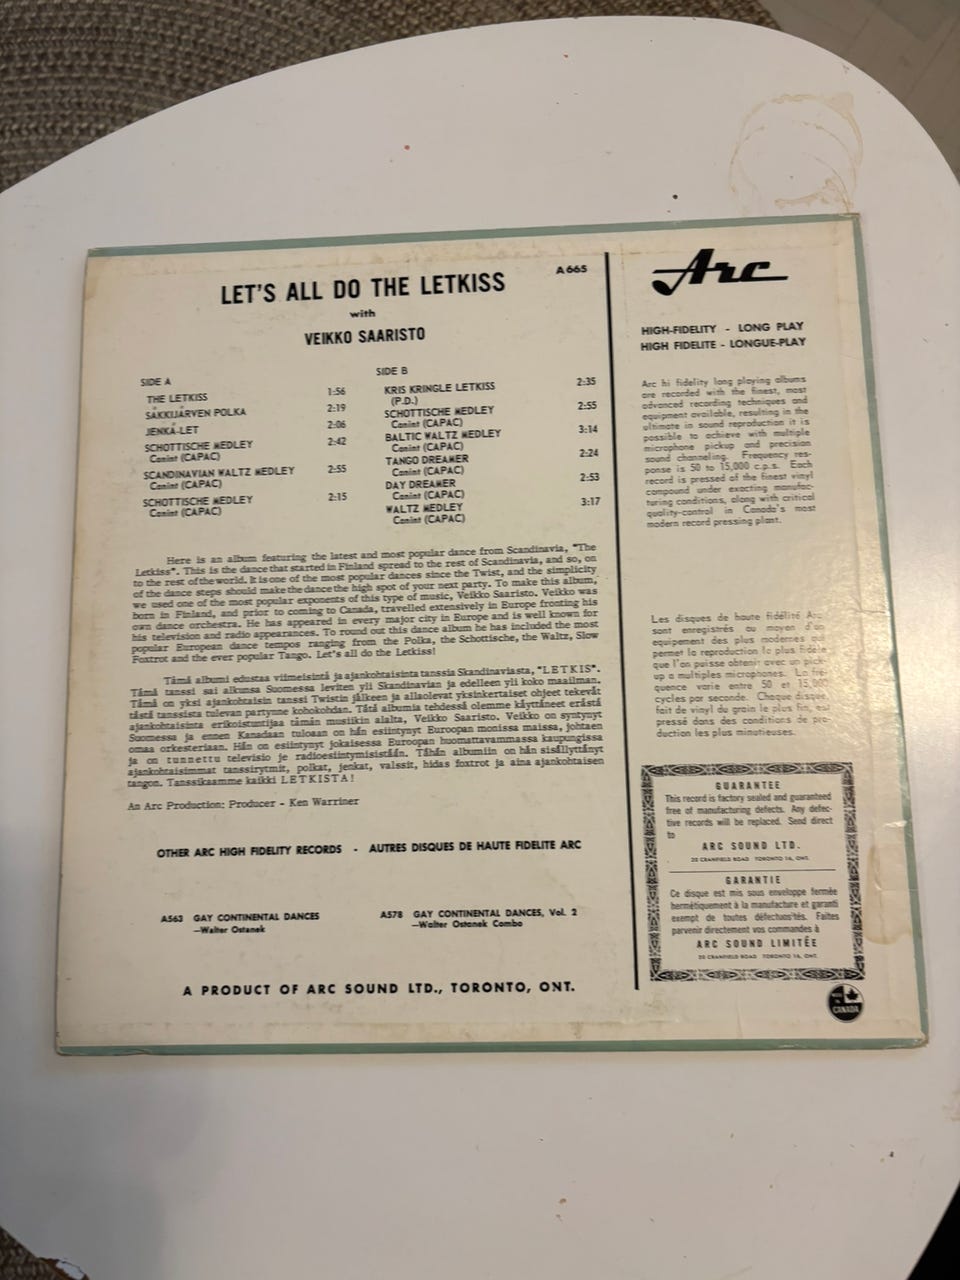 LET'S ALL DO THE LETKISS
A 665
with
VEIKKO SAARISTO
SIDE A
THE LETKISS 1:56
SÄKKIJÄRVEN POLKA 2:19
JENKÄ-LET 2:06
SCHOTTISCHE MEDLEY 2:42
Canint (CAPAC)
SCANDINAVIAN WALTZ MEDLEY 2:55
Canint (CAPAC)
SCHOTTISCHE MEDLEY 2:15
Canint (CAPAC)
SIDE B
KRIS KRINGLE LETKISS 2:35
(P.D.)
SCHOTTISCHE MEDLEY 2:55
Canint (CAPAC)
BALTIC WALTZ MEDLEY 3:14
Canint (CAPAC)
TANGO DREAMER 2:24
Canint (CAPAC)
DAY DREAMER 2:53
Canint (CAPAC)
WALTZ MEDLEY 3:17
Canint (CAPAC)
Here is an album featuring the latest and most popular dance from Scandinavia, "The
Letkiss". This is the dance that started in Finland spread to the rest of Scandinavia, and so, on
to the rest of the world. It is one of the most popular dances since the Twist, and the simplicity
of the dance steps should make the dance the high spot of your next party. To make this album,
we used one of the most popular exponents of this type of music, Veikko Saaristo. Veikko was
born in Finland, and prior to coming to Canada, travelled extensively in Europe fronting his
own dance orchestra. He has appeared in every major city in Europe and is well known for
his television and radio appearances. To round out this dance album he has included the most
popular European dance tempos ranging from the Polka, the Schottische, the Waltz, Slow
Foxtrot and the ever popular Tango. Let's all do the Letkiss!
Tämä albumi edustaa viimeisintä ja ajankohtaisinta tanssia Skandinaviasta, "LETKIS".
Tämä tanssi sai alkunsa Suomessa leviten yli Skandinavian ja edelleen yli koko maailman.
Tämä on yksi ajankohtaisin tanssi Twistin jälkeen ja allaolevat yksinkertaiset ohjeet tekevät
tästä tanssista tulevan partynne kohokohdan. Tätä albumia tehdessä olemme käyttäneet erästä
ajankohtaisinta erikoistuntijaa tämän musiikin alalta, Veikko Saaristo. Veikko on syntynyt
Suomessa ja ennen Kanadaan tuloaan on hän esiintynyt Euroopan monissa maissa, johtaen
omaa orkesteriaan. Hän on esiintynyt jokaisessa Euroopan huomattavammassa kaupungissa
ja on tunnettu televisio je radioesiintymisistään. Tähän albumiin on hän sisällyttänyt
ajankohtaisimmat tanssirytmit, polkat, jenkat, valssit, hidas foxtrot ja aina ajankohtaisen
tangon. Tanssikaamme kaikki LETKISTA!
An Arc Production: Producer - Ken Warriner
OTHER ARC HIGH FIDELITY RECORDS - AUTRES DISQUES DE HAUTE FIDELITE ARC
A563 GAY CONTINENTAL DANCES
—Walter Ostanek
A578 GAY CONTINENTAL DANCES, Vol. 2
—Walter Ostanek Combo
A PRODUCT OF ARC SOUND LTD., TORONTO, ONT.
Arc
HIGH-FIDELITY - LONG PLAY
HIGH FIDELITE - LONGUE-PLAY
Arc hi fidelity long playing albums
are recorded with the finest, most
advanced recording techniques and
equipment available, resulting in the
ultimate in sound reproduction it is
possible to achieve with multiple
microphone pickup and precision
sound channeling. Frequency res-
ponse is 50 to 15,000 c.p.s. Each
record is pressed of the finest vinyl
compound under exacting manufac-
turing conditions, along with critical
quality-control in Canada's most
modern record pressing plant.
Les disques de haute fidélité Arc
sont enregistrés au moyen d'un
equipement des plus modernes qui
permet la reproduction la plus fidèle
que l'on puisse obtenir avec un pick-
up a multiples microphones. La fré-
quence varie entre 50 et 15,000
cycles par seconde. Chaque disque
fait de vinyl du grain le plus fin, est
pressé dans des conditions de pro-
duction les plus minutieuses.
GUARANTEE
This record is factory sealed and guaranteed
free of manufacturing defects. Any defec-
tive records will be replaced. Send direct
to
ARC SOUND LTD.
20 CRANFIELD ROAD TORONTO 16, ONT.
GARANTIE
Ce disque est mis sous enveloppe fermée
hermétiquement à la manufacture et garanti
exempt de toutes défectuosités. Faites
parvenir directement vos commandes à
ARC SOUND LIMITÉE
20 CRANFIELD ROAD TORONTO 16, ONT.
MADE IN
CANADA